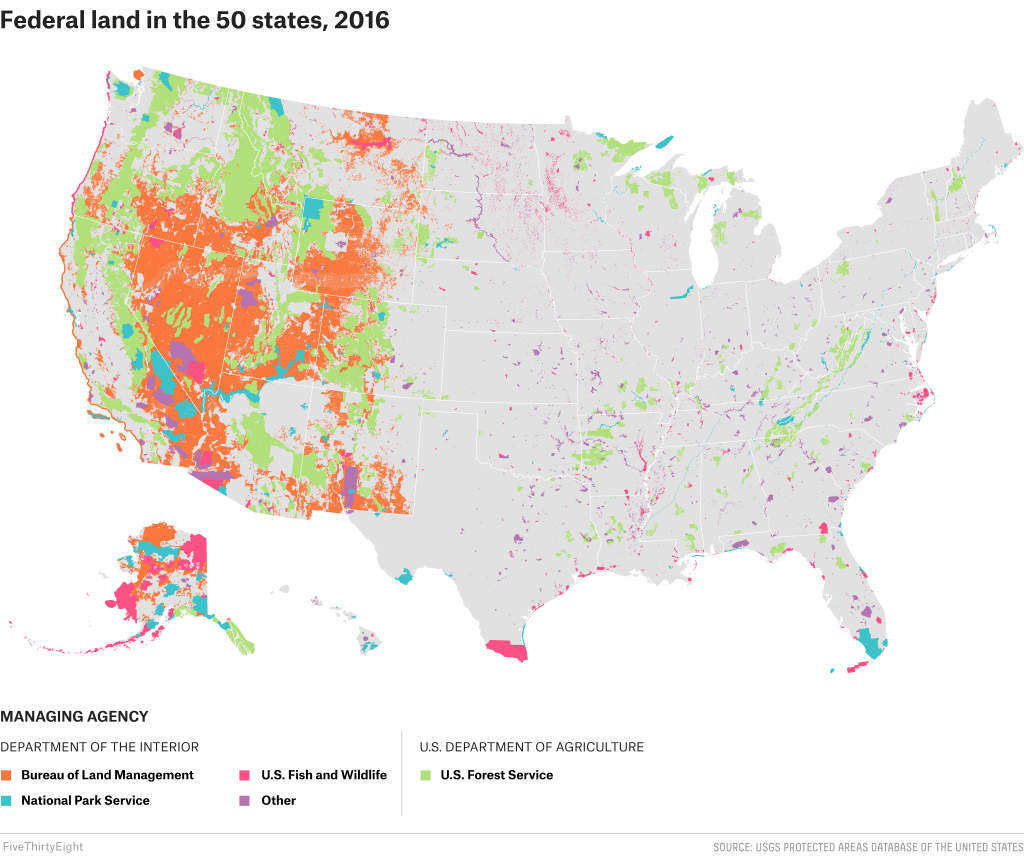 Federal land in the 50 states, 2016
MANAGING AGENCY
DEPARTMENT OF THE INTERIOR
U.S. DEPARTMENT OF AGRICULTURE
Bureau of Land Management
U.S. Fish and Wildlife
U.S. Forest Service
National Park Service
Other
FiveThirtyEight
SOURCE: USGS PROTECTED AREAS DATABASE OF THE UNITED STATES